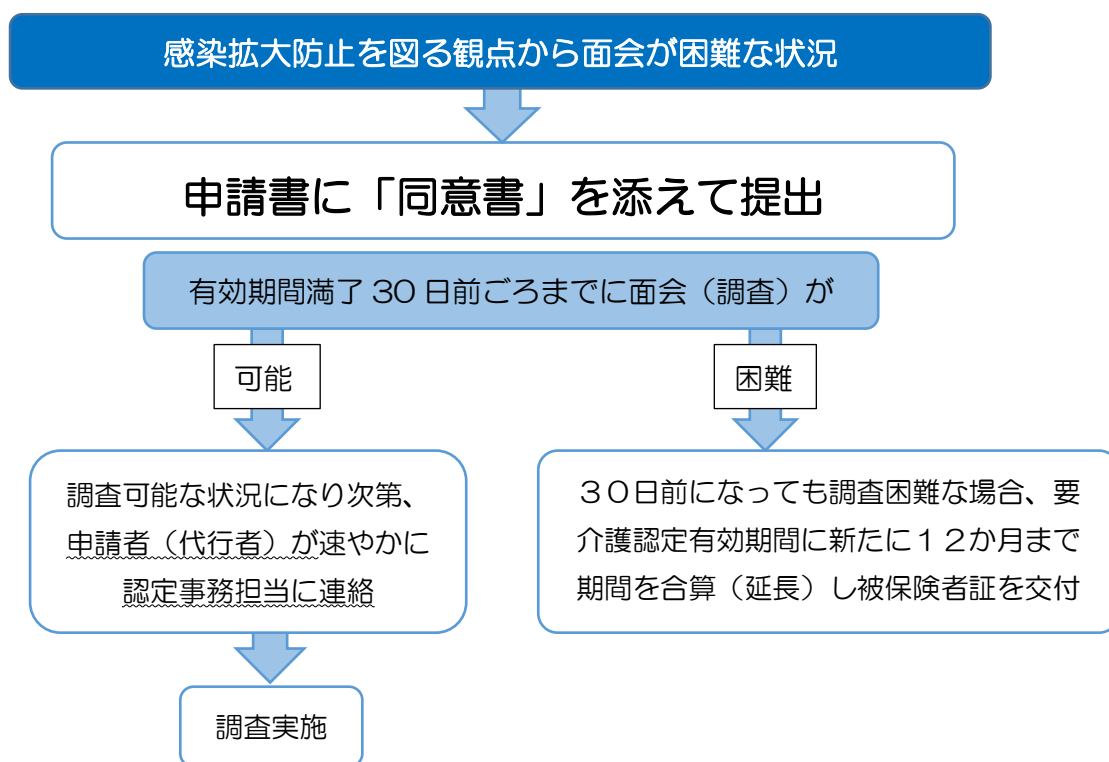 感染拡大防止を図る観点から面会が困難な状況
申請書に「同意書」を添えて提出
有効期間満了 30 日前ごろまでに面会（調査）が
可能
困難
調査可能な状況になり次第、
申請者（代行者）が速やかに
認定事務担当に連絡
３０日前になっても調査困難な場合、要
介護認定有効期間に新たに１２か月まで
期間を合算（延長）し被保険者証を交付
調査実施